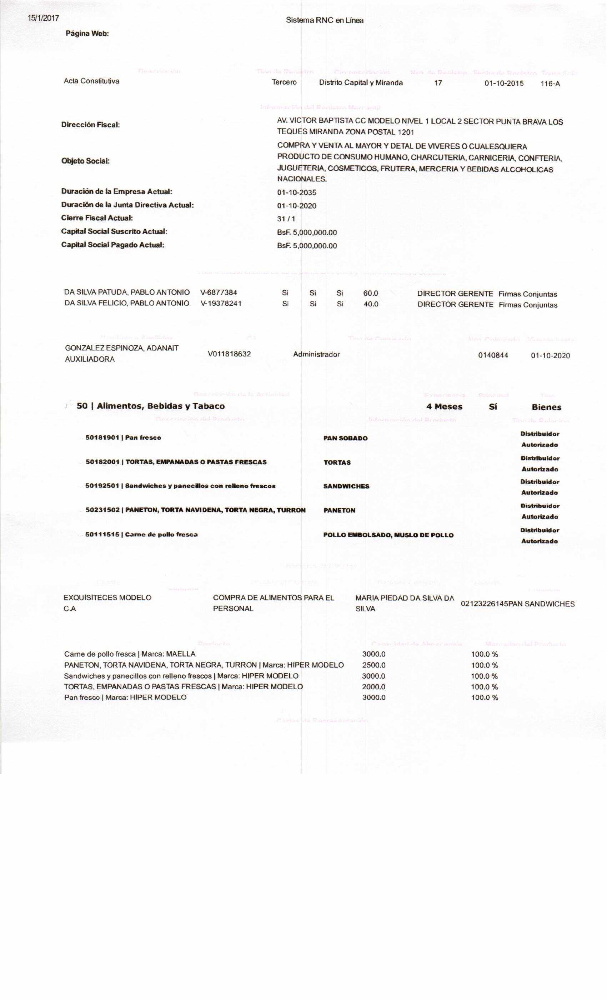 15/1/2017
Sistema RNC en Línea
Página Web:
Descripción Tipo de Registro Circunscripción Nro. de Registro Fecha de Registro Tomo Folio
Acta Constitutiva Tercero Distrito Capital y Miranda 17 01-10-2015 116-A
Información del Registro Mercantil
Dirección Fiscal: AV. VICTOR BAPTISTA CC MODELO NIVEL 1 LOCAL 2 SECTOR PUNTA BRAVA LOS
TEQUES MIRANDA ZONA POSTAL 1201
Objeto Social: COMPRA Y VENTA AL MAYOR Y DETAL DE VIVERES O CUALESQUIERA
PRODUCTO DE CONSUMO HUMANO, CHARCUTERIA, CARNICERIA, CONFTERIA,
JUGUETERIA, COSMETICOS, FRUTERA, MERCERIA Y BEBIDAS ALCOHOLICAS
NACIONALES.
Duración de la Empresa Actual: 01-10-2035
Duración de la Junta Directiva Actual: 01-10-2020
Cierre Fiscal Actual: 31 / 1
Capital Social Suscrito Actual: BsF. 5,000,000.00
Capital Social Pagado Actual: BsF. 5,000,000.00
DA SILVA PATUDA, PABLO ANTONIO V-6877384 Si Si Si 60.0 DIRECTOR GERENTE Firmas Conjuntas
DA SILVA FELICIO, PABLO ANTONIO V-19378241 Si Si Si 40.0 DIRECTOR GERENTE Firmas Conjuntas
GONZALEZ ESPINOZA, ADANAIT
AUXILIADORA V011818632 Administrador 0140844 01-10-2020
Descripción de la Actividad Experiencia Principal Tipo
50 | Alimentos, Bebidas y Tabaco 4 Meses Sí Bienes
Descripción del Producto Información del Producto Tipo de Relación
50181901 | Pan fresco PAN SOBADO Distribuidor
Autorizado
50182001 | TORTAS, EMPANADAS O PASTAS FRESCAS TORTAS Distribuidor
Autorizado
50192501 | Sandwiches y panecillos con relleno frescos SANDWICHES Distribuidor
Autorizado
50231502 | PANETON, TORTA NAVIDENA, TORTA NEGRA, TURRON PANETON Distribuidor
Autorizado
50111515 | Carne de pollo fresca POLLO EMBOLSADO, MUSLO DE POLLO Distribuidor
Autorizado
EXQUISITECES MODELO
C.A
COMPRA DE ALIMENTOS PARA EL
PERSONAL
MARIA PIEDAD DA SILVA DA
SILVA
02123226145PAN SANDWICHES
Producto Capacidad de Almacenaje Mercadeo del Producto
Carne de pollo fresca | Marca: MAELLA 3000.0 100.0 %
PANETON, TORTA NAVIDENA, TORTA NEGRA, TURRON | Marca: HIPER MODELO 2500.0 100.0 %
Sandwiches y panecillos con relleno frescos | Marca: HIPER MODELO 3000.0 100.0 %
TORTAS, EMPANADAS O PASTAS FRESCAS | Marca: HIPER MODELO 2000.0 100.0 %
Pan fresco | Marca: HIPER MODELO 3000.0 100.0 %
Cartas de Representación